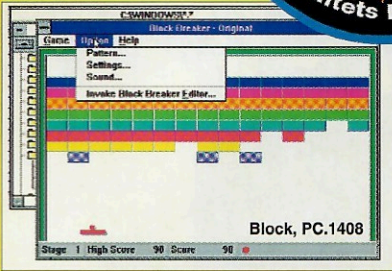 itets
C:\WINDOWS\*.*
Block Breaker - Original
Game Option Help
Pattern...
Settings...
Sound...
Invoke Block Breaker Editor...
Block, PC.1408
Stage 1 High Score 90 Score 90